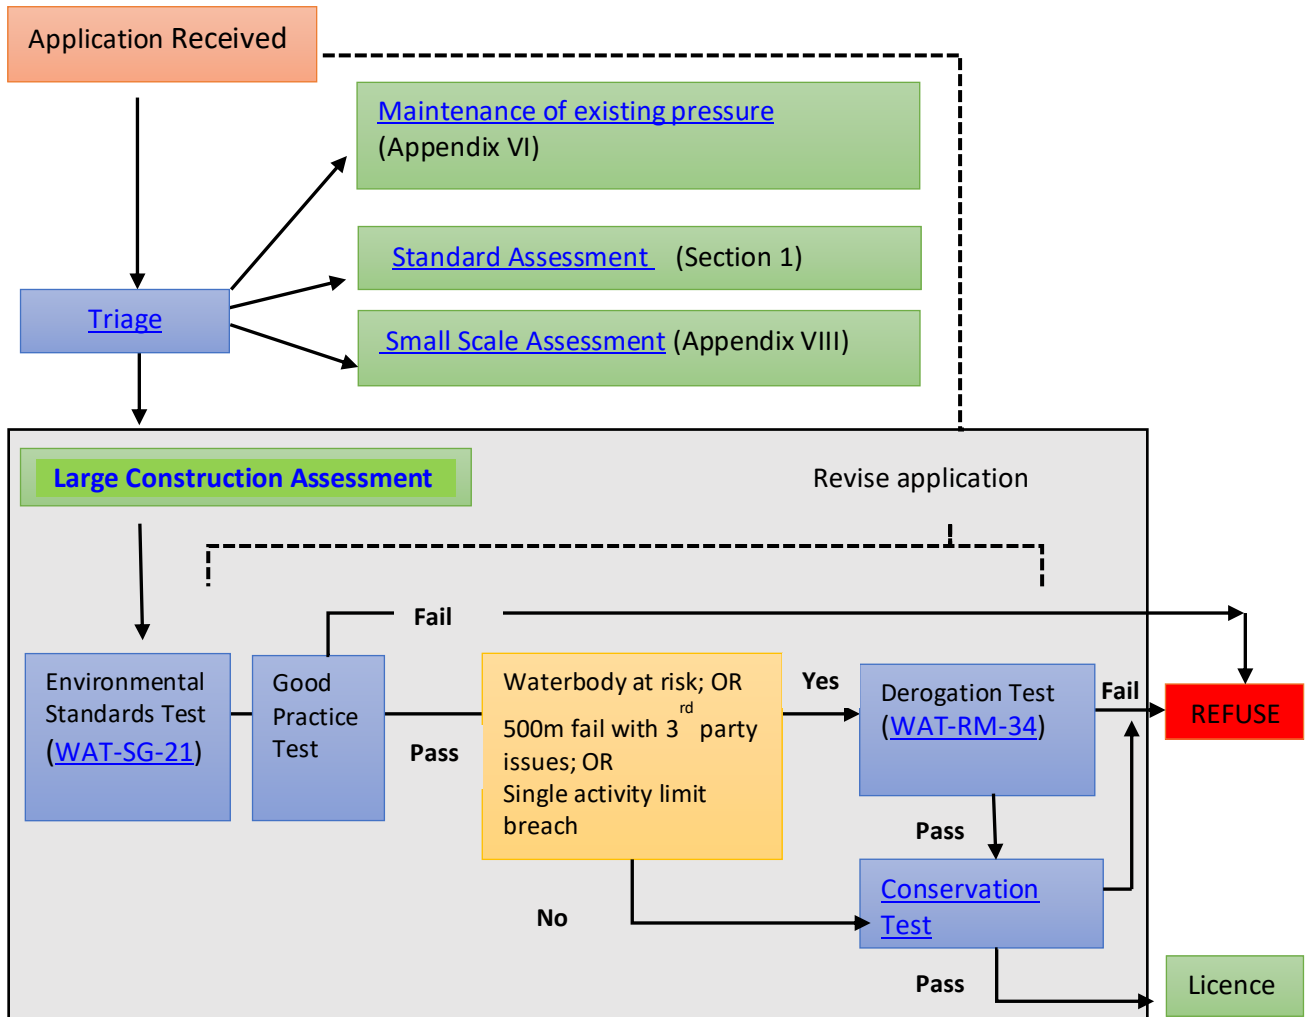 Application Received
Maintenance of existing pressure
(Appendix VI)
Standard Assessment (Section 1)
Triage
Small Scale Assessment (Appendix VIII)
Large Construction Assessment
Revise application
Fail
Environmental
Standards Test
(WAT-SG-21)
Good
Practice
Test
Pass
Waterbody at risk; OR
500m fail with 3rd party
issues; OR
Single activity limit
breach
Yes
Derogation Test
(WAT-RM-34)
Fail
REFUSE
Pass
No
Conservation
Test
Pass
Licence